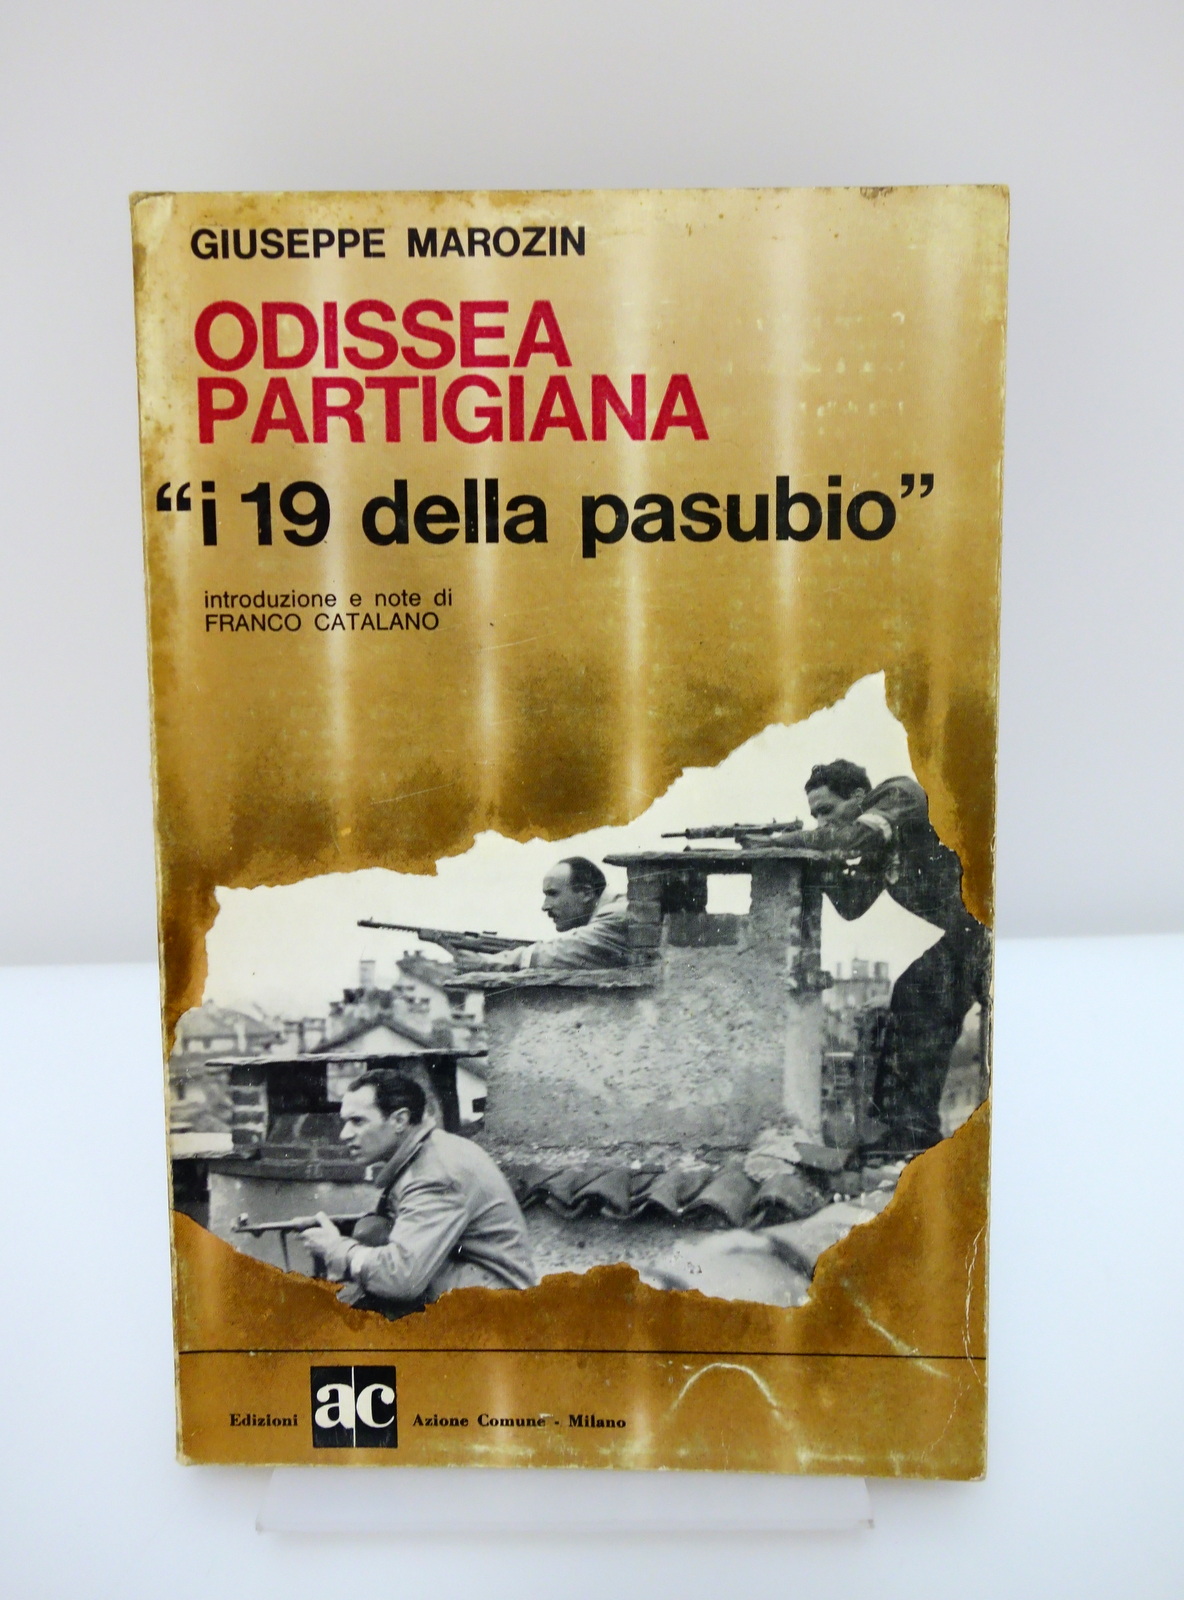 GIUSEPPE MAROZIN
ODISSEA
PARTIGIANA
“i 19 della pasubio”
introduzione e note di
FRANCO CATALANO
Edizioni ac Azione Comune - Milano